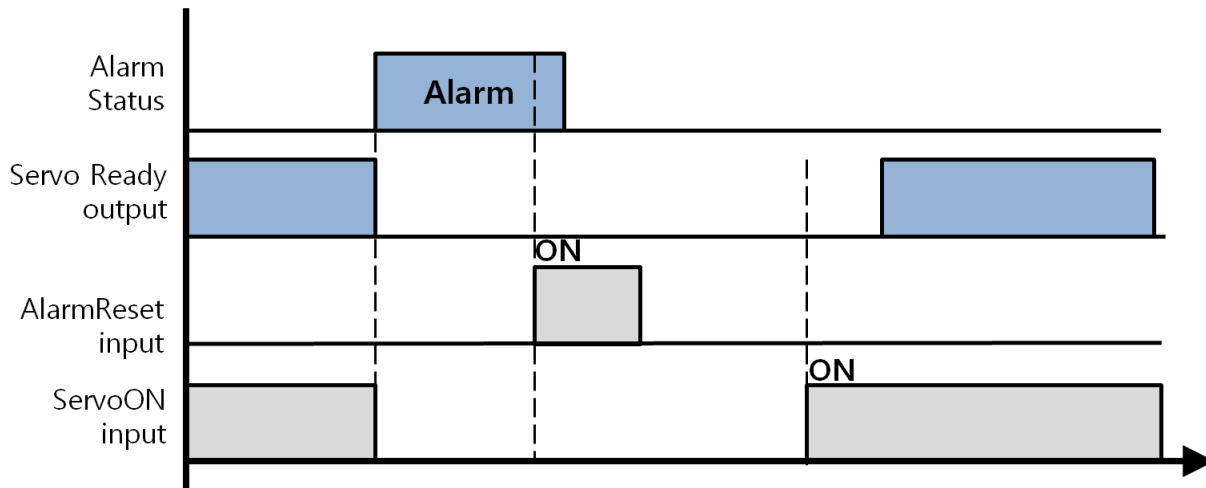 Alarm
Status
Alarm
Servo Ready
output
ON
AlarmReset
input
ON
ServoON
input